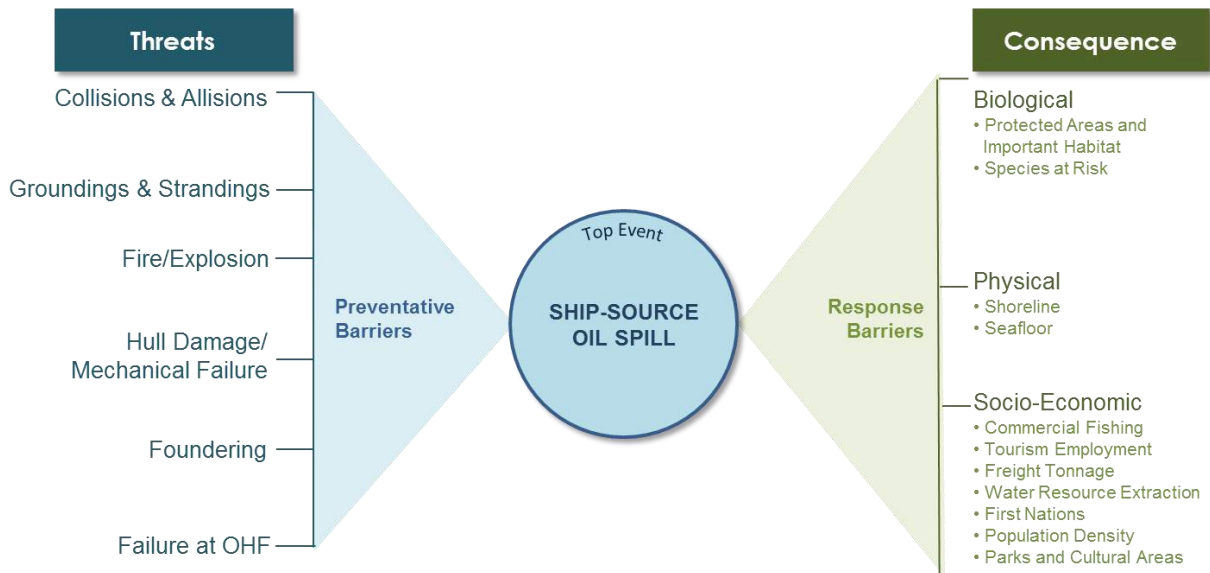 Threats
Collisions & Allisions
Groundings & Strandings
Fire/Explosion
Hull Damage/
Mechanical Failure
Foundering
Failure at OHF
Preventative
Barriers
Top Event
SHIP-SOURCE
OIL SPILL
Response
Barriers
Consequence
Biological
• Protected Areas and
Important Habitat
• Species at Risk
Physical
• Shoreline
• Seafloor
Socio-Economic
• Commercial Fishing
• Tourism Employment
• Freight Tonnage
• Water Resource Extraction
• First Nations
• Population Density
• Parks and Cultural Areas